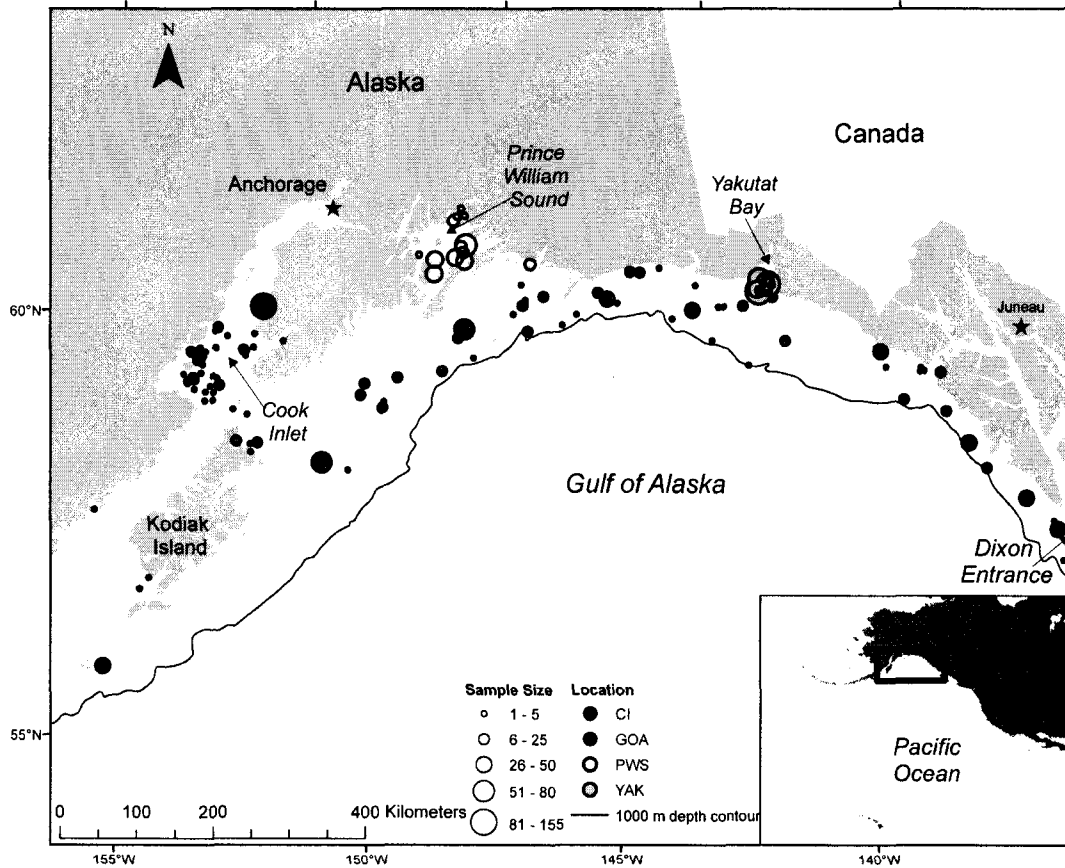 N
Alaska
Canada
Prince
William
Sound
Anchorage
Yakutat
Bay
60°N
Juneau
Cook
Inlet
Gulf of Alaska
Kodiak
Island
Dixon
Entrance
Sample Size Location
1 - 5 CI
6 - 25 GOA
26 - 50 PWS
51 - 80 YAK
81 - 155 1000 m depth contour
55°N
Pacific
Ocean
0 100 200 400 Kilometers
155°W 150°W 145°W 140°W